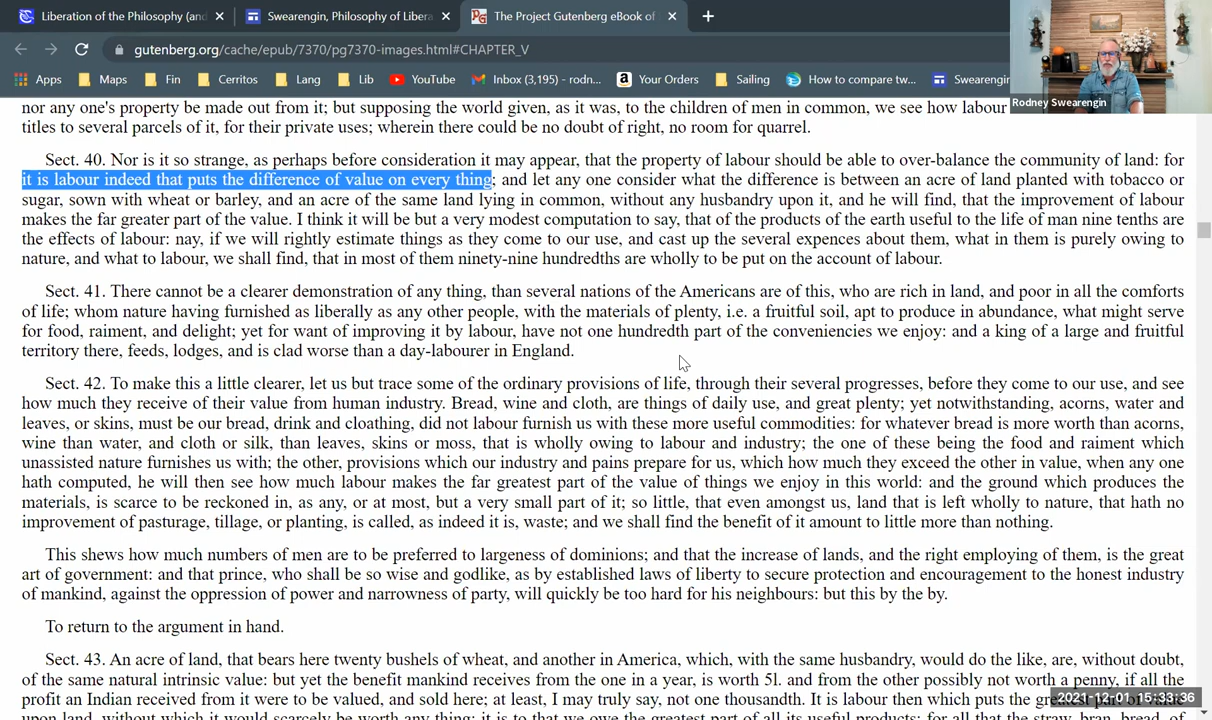 Liberation of the Philosophy (and
Swearengin, Philosophy of Libera
The Project Gutenberg eBook of
gutenberg.org/cache/epub/7370/pg7370-images.html#CHAPTER_V
Apps Maps Fin Cerritos Lang Lib YouTube Inbox (3,195) - rodn... Your Orders Sailing How to compare tw... Swearengin
Rodney Swearengin
nor any one's property be made out from it; but supposing the world given, as it was, to the children of men in common, we see how labour
titles to several parcels of it, for their private uses; wherein there could be no doubt of right, no room for quarrel.
Sect. 40. Nor is it so strange, as perhaps before consideration it may appear, that the property of labour should be able to over-balance the community of land: for
it is labour indeed that puts the difference of value on every thing; and let any one consider what the difference is between an acre of land planted with tobacco or
sugar, sown with wheat or barley, and an acre of the same land lying in common, without any husbandry upon it, and he will find, that the improvement of labour
makes the far greater part of the value. I think it will be but a very modest computation to say, that of the products of the earth useful to the life of man nine tenths are
the effects of labour: nay, if we will rightly estimate things as they come to our use, and cast up the several expences about them, what in them is purely owing to
nature, and what to labour, we shall find, that in most of them ninety-nine hundredths are wholly to be put on the account of labour.
Sect. 41. There cannot be a clearer demonstration of any thing, than several nations of the Americans are of this, who are rich in land, and poor in all the comforts
of life; whom nature having furnished as liberally as any other people, with the materials of plenty, i.e. a fruitful soil, apt to produce in abundance, what might serve
for food, raiment, and delight; yet for want of improving it by labour, have not one hundredth part of the conveniencies we enjoy: and a king of a large and fruitful
territory there, feeds, lodges, and is clad worse than a day-labourer in England.
Sect. 42. To make this a little clearer, let us but trace some of the ordinary provisions of life, through their several progresses, before they come to our use, and see
how much they receive of their value from human industry. Bread, wine and cloth, are things of daily use, and great plenty; yet notwithstanding, acorns, water and
leaves, or skins, must be our bread, drink and cloathing, did not labour furnish us with these more useful commodities: for whatever bread is more worth than acorns,
wine than water, and cloth or silk, than leaves, skins or moss, that is wholly owing to labour and industry; the one of these being the food and raiment which
unassisted nature furnishes us with; the other, provisions which our industry and pains prepare for us, which how much they exceed the other in value, when any one
hath computed, he will then see how much labour makes the far greatest part of the value of things we enjoy in this world: and the ground which produces the
materials, is scarce to be reckoned in, as any, or at most, but a very small part of it; so little, that even amongst us, land that is left wholly to nature, that hath no
improvement of pasturage, tillage, or planting, is called, as indeed it is, waste; and we shall find the benefit of it amount to little more than nothing.
This shews how much numbers of men are to be preferred to largeness of dominions; and that the increase of lands, and the right employing of them, is the great
art of government: and that prince, who shall be so wise and godlike, as by established laws of liberty to secure protection and encouragement to the honest industry
of mankind, against the oppression of power and narrowness of party, will quickly be too hard for his neighbours: but this by the by.
To return to the argument in hand.
Sect. 43. An acre of land, that bears here twenty bushels of wheat, and another in America, which, with the same husbandry, would do the like, are, without doubt,
of the same natural intrinsic value: but yet the benefit mankind receives from the one in a year, is worth 5l. and from the other possibly not worth a penny, if all the
profit an Indian received from it were to be valued, and sold here; at least, I may truly say, not one thousandth. It is labour then which puts the
2021-12-01 15:33:36
upon land, without which it would scarcely be worth any thing: it is to that we owe the greatest part of all its useful products; for all that straw, bran, bread, of